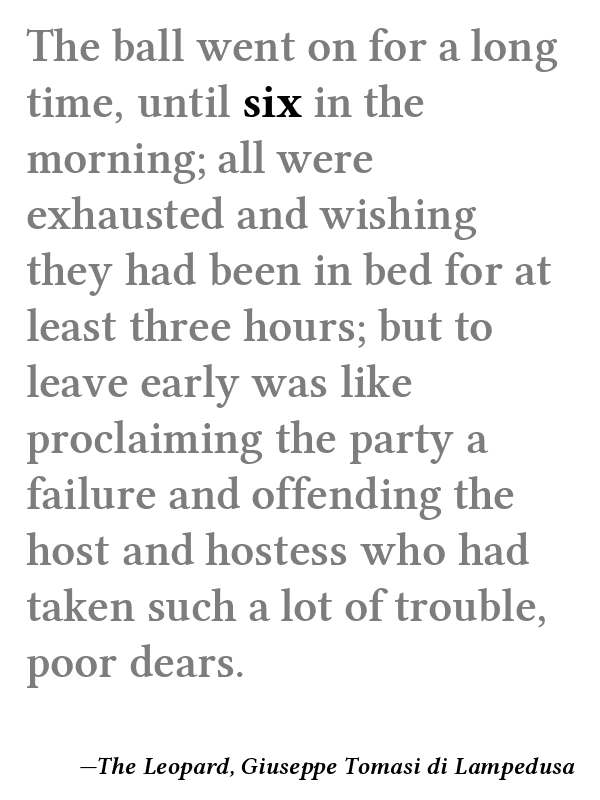 The ball went on for a long
time, until six in the
morning; all were
exhausted and wishing
they had been in bed for at
least three hours; but to
leave early was like
proclaiming the party a
failure and offending the
host and hostess who had
taken such a lot of trouble,
poor dears.
—The Leopard, Giuseppe Tomasi di Lampedusa